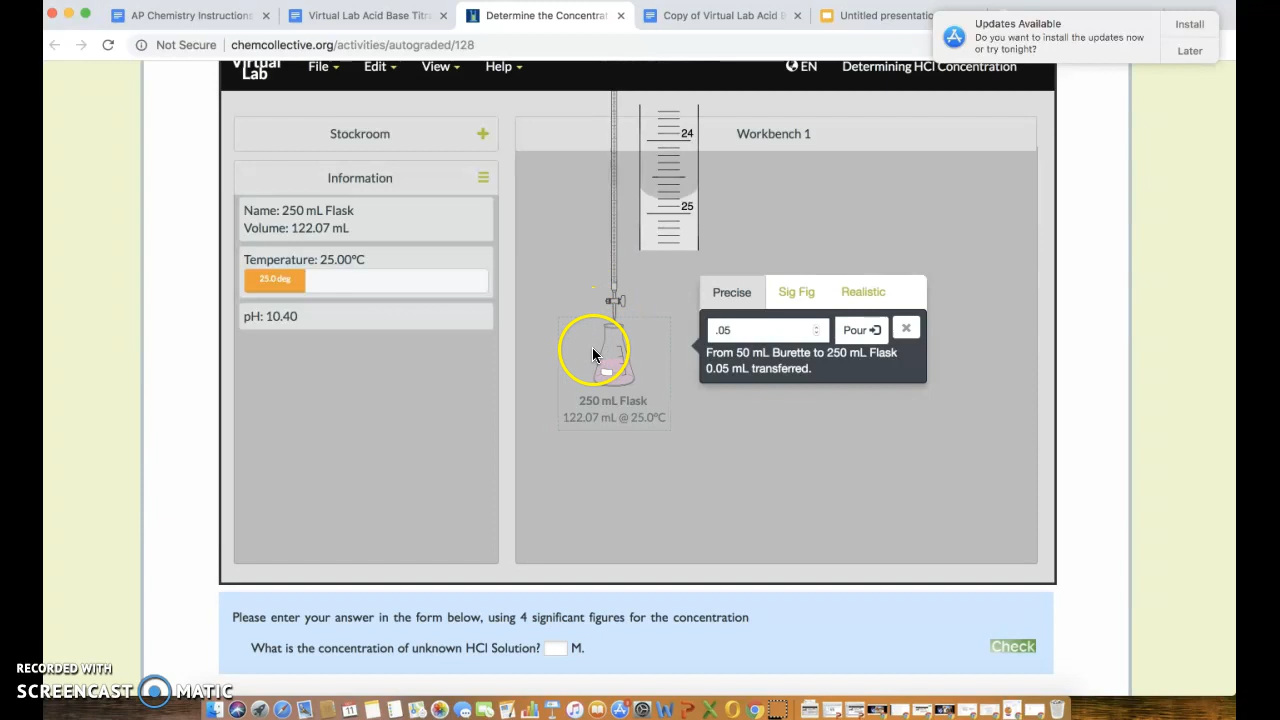 AP Chemistry Instructions
Virtual Lab Acid Base Titra
Determine the Concentrat
Copy of Virtual Lab Acid B
Untitled presentatio
Updates Available
Do you want to install the updates now
or try tonight?
Install
Later
Not Secure
chemcollective.org/activities/autograded/128
Virtual
Lab
File
Edit
View
Help
EN
Determining HCl Concentration
Stockroom
Workbench 1
Information
Name: 250 mL Flask
Volume: 122.07 mL
Temperature: 25.00°C
25.0 deg
pH: 10.40
24
25
Precise
Sig Fig
Realistic
.05
Pour
From 50 mL Burette to 250 mL Flask
0.05 mL transferred.
250 mL Flask
122.07 mL @ 25.0°C
Please enter your answer in the form below, using 4 significant figures for the concentration
What is the concentration of unknown HCl Solution? M.
Check
RECORDED WITH
SCREENCAST MATIC